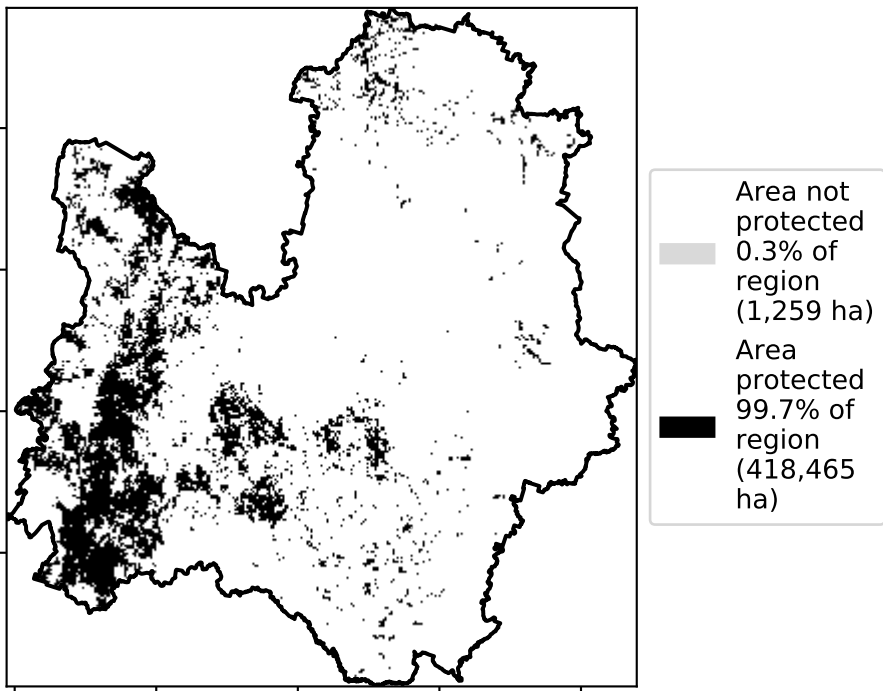 Area not
protected
0.3% of
region
(1,259 ha)
Area
protected
99.7% of
region
(418,465
ha)